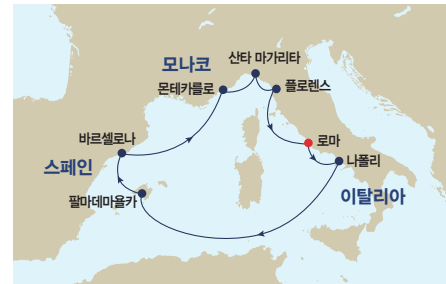 산타 마가리타
모나코
몬테카를로
플로렌스
바르셀로나
로마
스페인
나폴리
팔마데마욜카
이탈리아